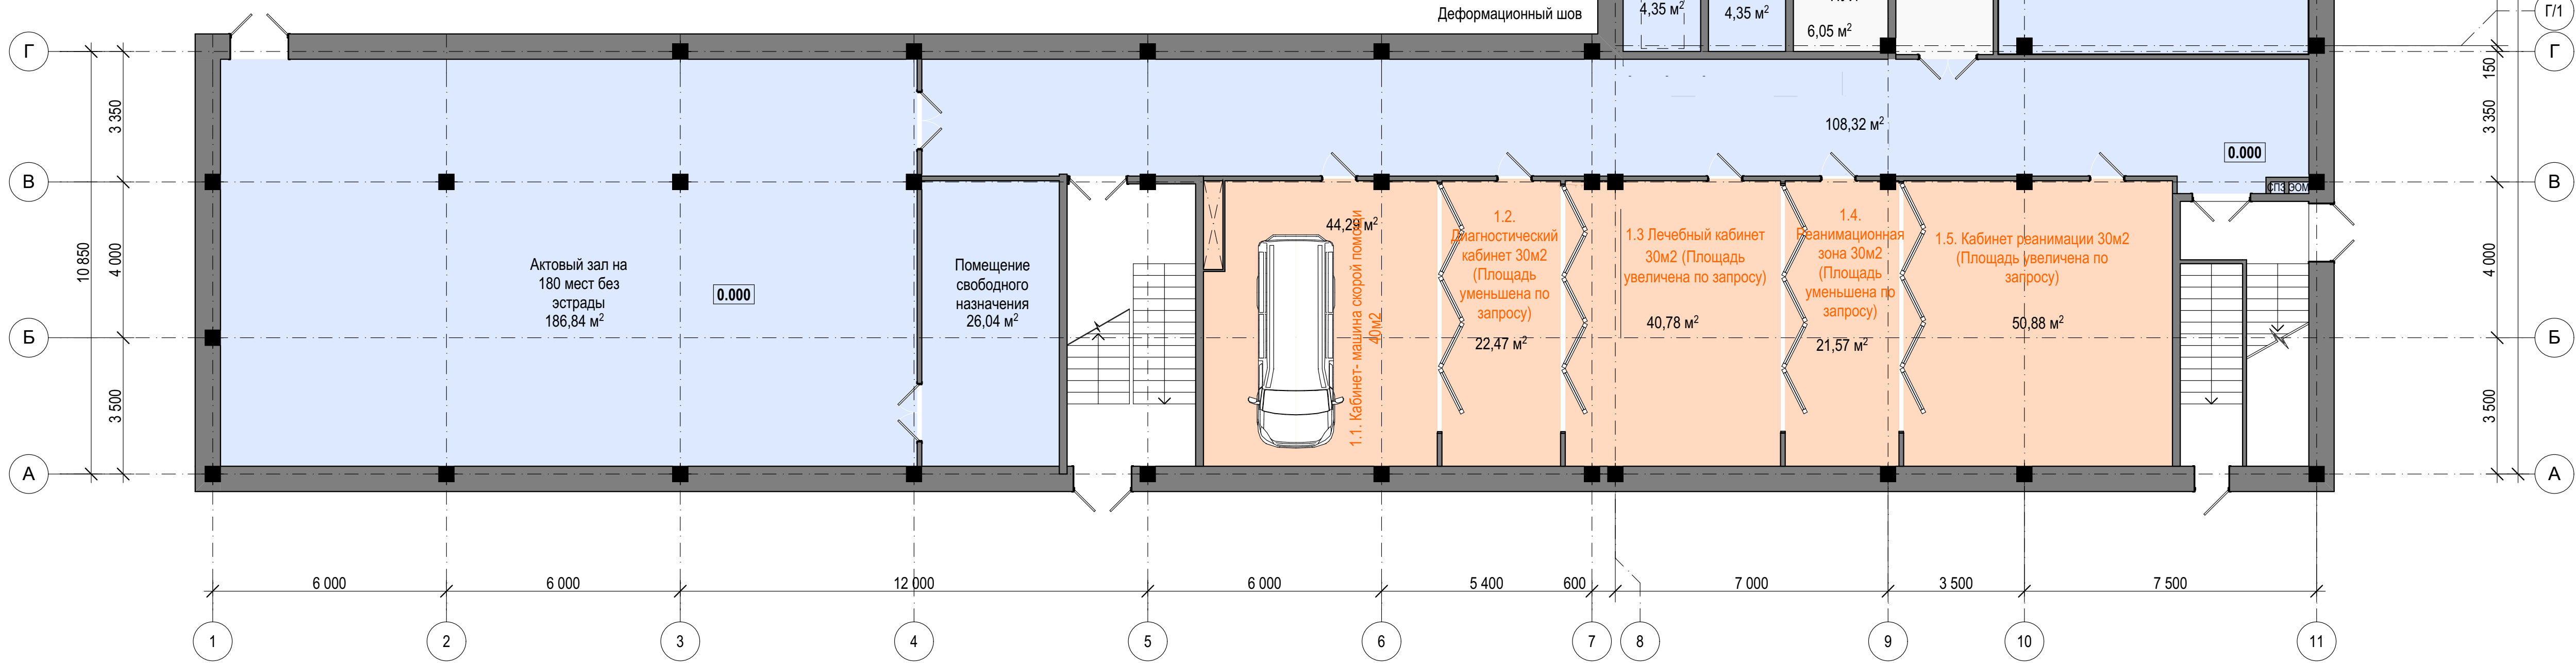 Деформационный шов
4,35 м²
4,35 м²
6,05 м²
Г/1
Г
Г
150
3 350
3 350
108,32 м²
0.000
В
В
СПЗ
ЭОМ
10 850
4 000
4 000
Актовый зал на
180 мест без
эстрады
186,84 м²
0.000
Помещение
свободного
назначения
26,04 м²
44,29 м²
1.1. Кабинет- машина скорой помощи
40м2
1.2.
Диагностический
кабинет 30м2
(Площадь
уменьшена по
запросу)
22,47 м²
1.3 Лечебный кабинет
30м2 (Площадь
увеличена по запросу)
40,78 м²
1.4.
Реанимационная
зона 30м2
(Площадь
уменьшена по
запросу)
21,57 м²
1.5. Кабинет реанимации 30м2
(Площадь увеличена по
запросу)
50,88 м²
Б
Б
3 500
3 500
А
А
6 000
6 000
12 000
6 000
5 400
600
7 000
3 500
7 500
1
2
3
4
5
6
7
8
9
10
11